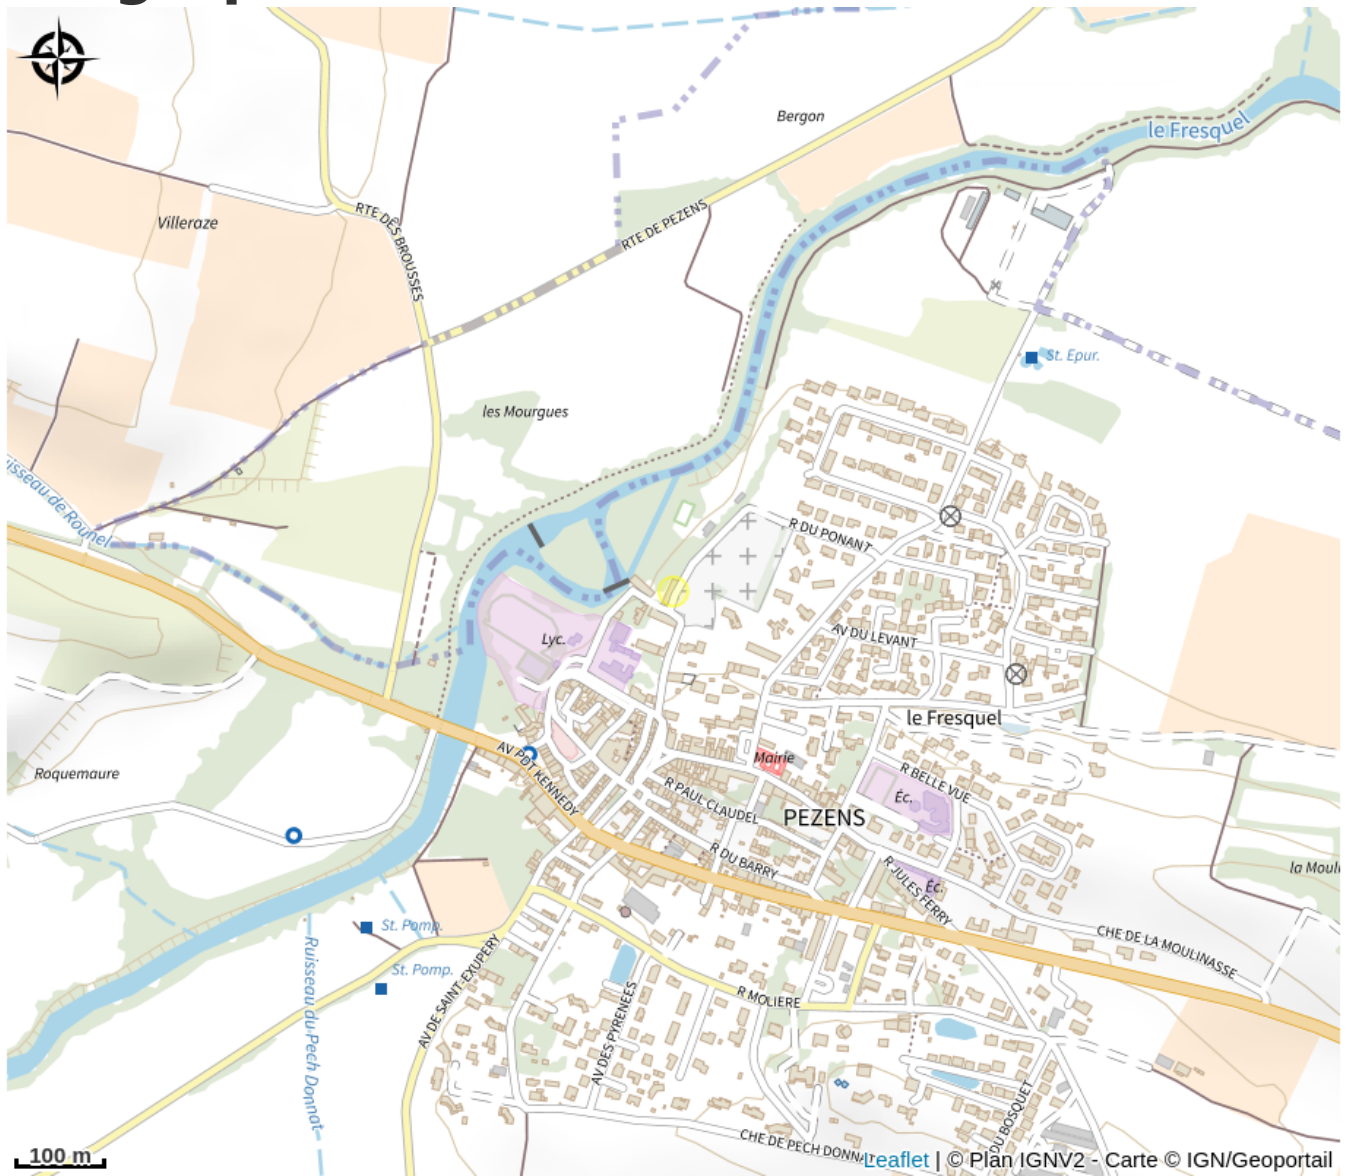 le Fresquel
Bergon
RTE DE PEZENS
RTE DES BROUSSES
Villeraze
St. Epur.
les Mourgues
Ruisseau de Rounel
R DU PONANT
AV DU LEVANT
Lyc.
le Fresquel
AV PDT KENNEDY
Mairie
Roquemaure
R PAUL CLAUDEL
R BELLE VUE
Éc.
PEZENS
R DU BARRY
R JULES FERRY
Éc.
la Moul
St. Pomp.
St. Pomp.
CHE DE LA MOULINASSE
Ruisseau du Pech Donnat
AV DE SAINT-EXUPERY
AV DES PYRENEES
R MOLIERE
DU BOSQUET
CHE DE PECH DONNAT
100 m
Leaflet | © Plan IGNV2 - Carte © IGN/Geoportail